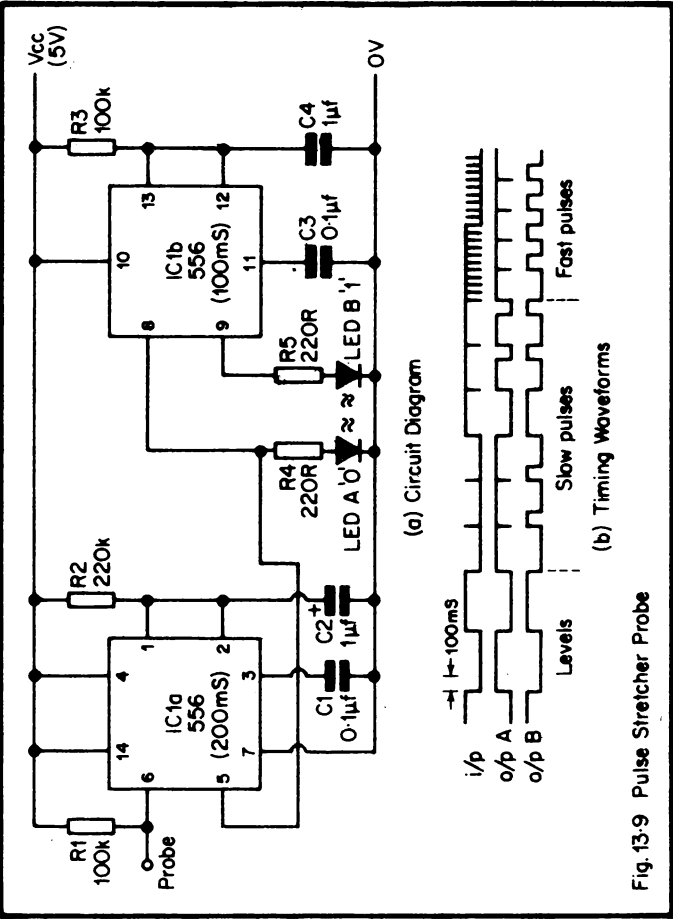 Vcc
(5V)
R1
100k
Probe
14
4
6
IC1a
556
(200mS)
5
7
3
2
1
R2
220k
C1
0·1µf
C2
+
1µf
R4
220R
LED A '0'
R5
220R
LED B '1'
≈ ≈
8
10
9
IC1b
556
(100mS)
11
13
12
R3
100k
C3
0·1µf
C4
1µf
0V
(a) Circuit Diagram
100mS
i/p
o/p A
o/p B
Levels
Slow pulses
Fast pulses
(b) Timing Waveforms
Fig. 13·9 Pulse Stretcher Probe